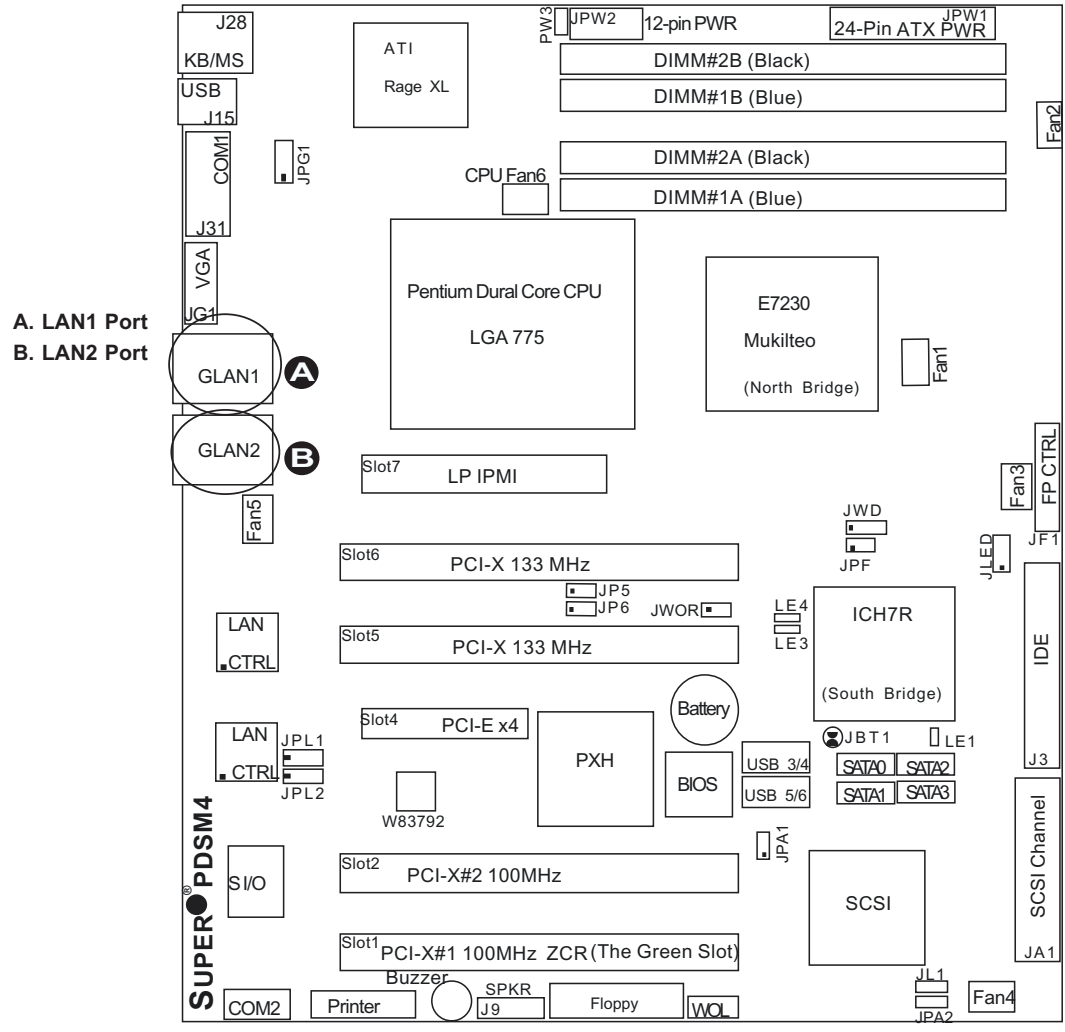 J28
KB/MS
USB
J15
COM1
J31
JPG1
VGA
JG1
A. LAN1 Port
B. LAN2 Port
GLAN1
A
GLAN2
B
Fan5
ATI
Rage XL
PW3
JPW2
12-pin PWR
JPW1
24-Pin ATX PWR
DIMM#2B (Black)
DIMM#1B (Blue)
DIMM#2A (Black)
DIMM#1A (Blue)
Fan2
CPU Fan6
Pentium Dural Core CPU
LGA 775
E7230
Mukilteo
(North Bridge)
Fan1
Slot7
LP IPMI
Fan3
FP CTRL
JF1
JWD
JPF
JLED
Slot6
PCI-X 133 MHz
JP5
JP6
JWOR
LE4
LE3
ICH7R
(South Bridge)
IDE
J3
LAN
CTRL
Slot5
PCI-X 133 MHz
Battery
Slot4
PCI-E x4
PXH
BIOS
JBT1
LE1
USB 3/4
USB 5/6
SATA0
SATA2
SATA1
SATA3
LAN
CTRL
JPL1
JPL2
W83792
JPA1
SCSI Channel
JA1
SUPER® PDSM4
SI/O
Slot2
PCI-X#2 100MHz
SCSI
Slot1
PCI-X#1 100MHz ZCR (The Green Slot)
Buzzer
COM2
Printer
SPKR
J9
Floppy
WOL
JL1
JPA2
Fan4